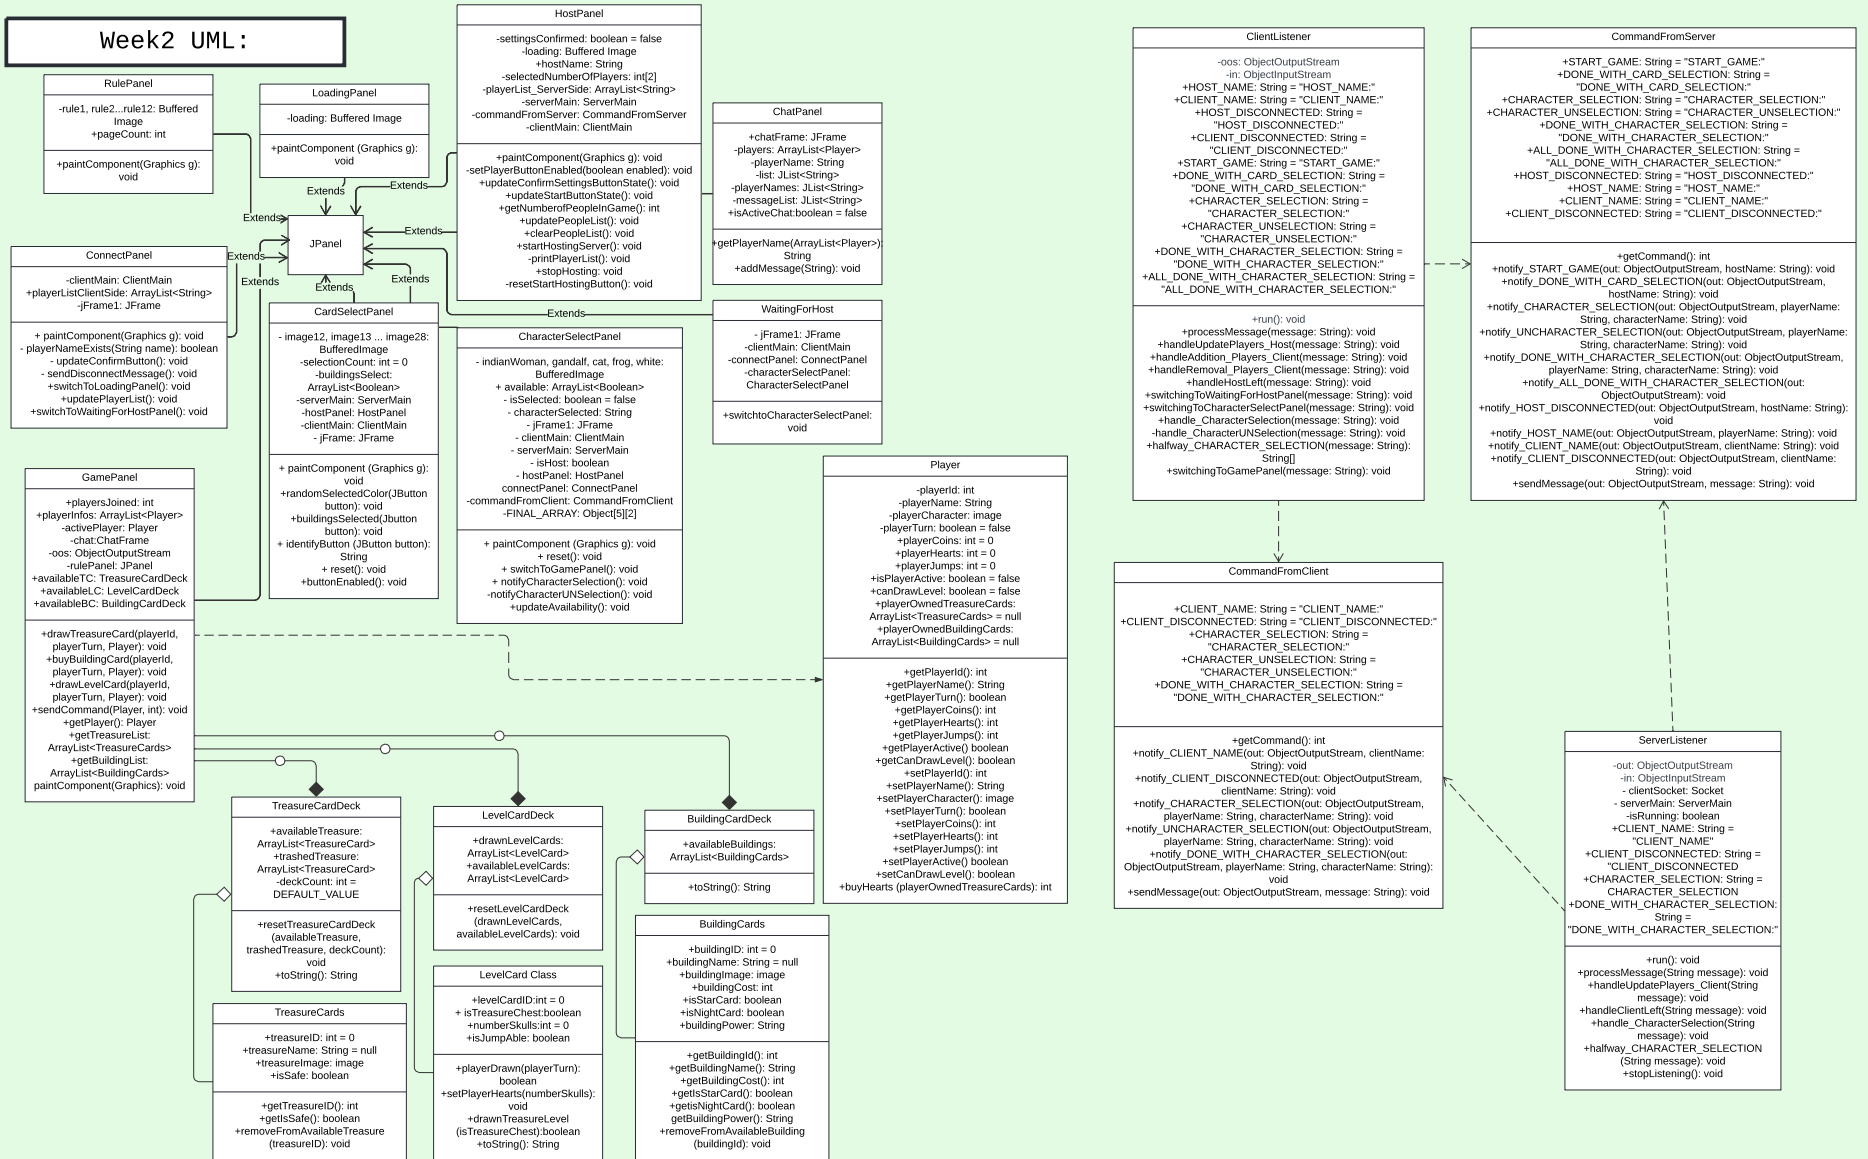 Week2 UML:
RulePanel
-rule1, rule2...rule12: Buffered
Image
+pageCount: int
+paintComponent(Graphics g):
void
LoadingPanel
-loading: Buffered Image
+paintComponent (Graphics g):
void
HostPanel
-settingsConfirmed: boolean = false
-loading: Buffered Image
+hostName: String
-selectedNumberOfPlayers: int[2]
-playerList_ServerSide: ArrayList<String>
-serverMain: ServerMain
-commandFromServer: CommandFromServer
-clientMain: ClientMain
+paintComponent(Graphics g): void
-setPlayerButtonEnabled(boolean enabled): void
+updateConfirmSettingsButtonState(): void
+updateStartButtonState(): void
+getNumberofPeopleInGame(): int
+updatePeopleList(): void
+clearPeopleList(): void
+startHostingServer(): void
-printPlayerList(): void
+stopHosting: void
-resetStartHostingButton(): void
ChatPanel
+chatFrame: JFrame
-players: ArrayList<Player>
-playerName: String
-list: JList<String>
-playerNames: JList<String>
-messageList: JList<String>
+isActiveChat:boolean = false
+getPlayerName(ArrayList<Player>):
String
+addMessage(String): void
Extends
Extends
Extends
Extends
Extends
Extends
Extends
Extends
Extends
JPanel
ConnectPanel
-clientMain: ClientMain
+playerListClientSide: ArrayList<String>
-jFrame1: JFrame
+ paintComponent(Graphics g): void
- playerNameExists(String name): boolean
- updateConfirmButton(): void
- sendDisconnectMessage(): void
+switchToLoadingPanel(): void
+updatePlayerList(): void
+switchToWaitingForHostPanel(): void
CardSelectPanel
- image12, image13 ... image28:
BufferedImage
-selectionCount: int = 0
-buildingsSelect:
ArrayList<Boolean>
-serverMain: ServerMain
-hostPanel: HostPanel
-clientMain: ClientMain
- jFrame: JFrame
+ paintComponent (Graphics g):
void
+randomSelectedColor(JButton
button): void
+buildingsSelected(Jbutton
button): void
+ identifyButton (JButton button):
String
+ reset(): void
+buttonEnabled(): void
CharacterSelectPanel
- indianWoman, gandalf, cat, frog, white:
BufferedImage
+ available: ArrayList<Boolean>
- isSelected: boolean = false
- characterSelected: String
- jFrame1: JFrame
- clientMain: ClientMain
- serverMain: ServerMain
- isHost: boolean
- hostPanel: HostPanel
connectPanel: ConnectPanel
-commandFromClient: CommandFromClient
-FINAL_ARRAY: Object[5][2]
+ paintComponent (Graphics g): void
+ reset(): void
+ switchToGamePanel(): void
+ notifyCharacterSelection(): void
-notifyCharacterUNSelection(): void
+updateAvailability(): void
WaitingForHost
- jFrame1: JFrame
-clientMain: ClientMain
-connectPanel: ConnectPanel
-characterSelectPanel:
CharacterSelectPanel
+switchtoCharacterSelectPanel:
void
GamePanel
+playersJoined: int
+playerInfos: ArrayList<Player>
-activePlayer: Player
-chat:ChatFrame
-oos: ObjectOutputStream
-rulePanel: JPanel
+availableTC: TreasureCardDeck
+availableLC: LevelCardDeck
+availableBC: BuildingCardDeck
+drawTreasureCard(playerId,
playerTurn, Player): void
+buyBuildingCard(playerId,
playerTurn, Player): void
+drawLevelCard(playerId,
playerTurn, Player): void
+sendCommand(Player, int): void
+getPlayer(): Player
+getTreasureList:
ArrayList<TreasureCards>
+getBuildingList:
ArrayList<BuildingCards>
paintComponent(Graphics): void
Player
-playerId: int
-playerName: String
-playerCharacter: image
-playerTurn: boolean = false
+playerCoins: int = 0
+playerHearts: int = 0
+playerJumps: int = 0
+isPlayerActive: boolean = false
+canDrawLevel: boolean = false
+playerOwnedTreasureCards:
ArrayList<TreasureCards> = null
+playerOwnedBuildingCards:
ArrayList<BuildingCards> = null
+getPlayerId(): int
+getPlayerName(): String
+getPlayerTurn(): boolean
+getPlayerCoins(): int
+getPlayerHearts(): int
+getPlayerJumps(): int
+getPlayerActive() boolean
+getCanDrawLevel(): boolean
+setPlayerId(): int
+setPlayerName(): String
+setPlayerCharacter(): image
+setPlayerTurn(): boolean
+setPlayerCoins(): int
+setPlayerHearts(): int
+setPlayerJumps(): int
+setPlayerActive() boolean
+setCanDrawLevel(): boolean
+buyHearts (playerOwnedTreasureCards): int
TreasureCardDeck
+availableTreasure:
ArrayList<TreasureCard>
+trashedTreasure:
ArrayList<TreasureCard>
-deckCount: int =
DEFAULT_VALUE
+resetTreasureCardDeck
(availableTreasure,
trashedTreasure, deckCount):
void
+toString(): String
LevelCardDeck
+drawnLevelCards:
ArrayList<LevelCard>
+availableLevelCards:
ArrayList<LevelCard>
+resetLevelCardDeck
(drawnLevelCards,
availableLevelCards): void
BuildingCardDeck
+availableBuildings:
ArrayList<BuildingCards>
+toString(): String
TreasureCards
+treasureID: int = 0
+treasureName: String = null
+treasureImage: image
+isSafe: boolean
+getTreasureID(): int
+getIsSafe(): boolean
+removeFromAvailableTreasure
(treasureID): void
LevelCard Class
+levelCardID:int = 0
+ isTreasureChest:boolean
+numberSkulls:int = 0
+isJumpAble: boolean
+playerDrawn(playerTurn):
boolean
+setPlayerHearts(numberSkulls):
void
+drawnTreasureLevel
(isTreasureChest):boolean
+toString(): String
BuildingCards
+buildingID: int = 0
+buildingName: String = null
+buildingImage: image
+buildingCost: int
+isStarCard: boolean
+isNightCard: boolean
+buildingPower: String
+getBuildingId(): int
+getBuildingName(): String
+getBuildingCost(): int
+getIsStarCard(): boolean
+getisNightCard(): boolean
getBuildingPower(): String
+removeFromAvailableBuilding
(buildingId): void
ClientListener
-oos: ObjectOutputStream
-in: ObjectInputStream
+HOST_NAME: String = "HOST_NAME:"
+CLIENT_NAME: String = "CLIENT_NAME:"
+HOST_DISCONNECTED: String =
"HOST_DISCONNECTED:"
+CLIENT_DISCONNECTED: String =
"CLIENT_DISCONNECTED:"
+START_GAME: String = "START_GAME:"
+DONE_WITH_CARD_SELECTION: String =
"DONE_WITH_CARD_SELECTION:"
+CHARACTER_SELECTION: String =
"CHARACTER_SELECTION:"
+CHARACTER_UNSELECTION: String =
"CHARACTER_UNSELECTION:"
+DONE_WITH_CHARACTER_SELECTION: String =
"DONE_WITH_CHARACTER_SELECTION:"
+ALL_DONE_WITH_CHARACTER_SELECTION: String =
"ALL_DONE_WITH_CHARACTER_SELECTION:"
+run(): void
+processMessage(message: String): void
+handleUpdatePlayers_Host(message: String): void
+handleAddition_Players_Client(message: String): void
+handleRemoval_Players_Client(message: String): void
+handleHostLeft(message: String): void
+switchingToWaitingForHostPanel(message: String): void
+switchingToCharacterSelectPanel(message: String): void
+handle_CharacterSelection(message: String): void
-handle_CharacterUNSelection(message: String): void
+halfway_CHARACTER_SELECTION(message: String):
String[]
+switchingToGamePanel(message: String): void
CommandFromServer
+START_GAME: String = "START_GAME:"
+DONE_WITH_CARD_SELECTION: String =
"DONE_WITH_CARD_SELECTION:"
+CHARACTER_SELECTION: String = "CHARACTER_SELECTION:"
+CHARACTER_UNSELECTION: String = "CHARACTER_UNSELECTION:"
+DONE_WITH_CHARACTER_SELECTION: String =
"DONE_WITH_CHARACTER_SELECTION:"
+ALL_DONE_WITH_CHARACTER_SELECTION: String =
"ALL_DONE_WITH_CHARACTER_SELECTION:"
+HOST_DISCONNECTED: String = "HOST_DISCONNECTED:"
+HOST_NAME: String = "HOST_NAME:"
+CLIENT_NAME: String = "CLIENT_NAME:"
+CLIENT_DISCONNECTED: String = "CLIENT_DISCONNECTED:"
+getCommand(): int
+notify_START_GAME(out: ObjectOutputStream, hostName: String): void
+notify_DONE_WITH_CARD_SELECTION(out: ObjectOutputStream,
hostName: String): void
+notify_CHARACTER_SELECTION(out: ObjectOutputStream, playerName:
String, characterName: String): void
+notify_UNCHARACTER_SELECTION(out: ObjectOutputStream, playerName:
String, characterName: String): void
+notify_DONE_WITH_CHARACTER_SELECTION(out: ObjectOutputStream,
playerName: String, characterName: String): void
+notify_ALL_DONE_WITH_CHARACTER_SELECTION(out:
ObjectOutputStream): void
+notify_HOST_DISCONNECTED(out: ObjectOutputStream, hostName: String):
void
+notify_HOST_NAME(out: ObjectOutputStream, playerName: String): void
+notify_CLIENT_NAME(out: ObjectOutputStream, clientName: String): void
+notify_CLIENT_DISCONNECTED(out: ObjectOutputStream, clientName:
String): void
+sendMessage(out: ObjectOutputStream, message: String): void
CommandFromClient
+CLIENT_NAME: String = "CLIENT_NAME:"
+CLIENT_DISCONNECTED: String = "CLIENT_DISCONNECTED:"
+CHARACTER_SELECTION: String =
"CHARACTER_SELECTION:"
+CHARACTER_UNSELECTION: String =
"CHARACTER_UNSELECTION:"
+DONE_WITH_CHARACTER_SELECTION: String =
"DONE_WITH_CHARACTER_SELECTION:"
+getCommand(): int
+notify_CLIENT_NAME(out: ObjectOutputStream, clientName:
String): void
+notify_CLIENT_DISCONNECTED(out: ObjectOutputStream,
clientName: String): void
+notify_CHARACTER_SELECTION(out: ObjectOutputStream,
playerName: String, characterName: String): void
+notify_UNCHARACTER_SELECTION(out: ObjectOutputStream,
playerName: String, characterName: String): void
+notify_DONE_WITH_CHARACTER_SELECTION(out:
ObjectOutputStream, playerName: String, characterName: String):
void
+sendMessage(out: ObjectOutputStream, message: String): void
ServerListener
-out: ObjectOutputStream
-in: ObjectInputStream
- clientSocket: Socket
- serverMain: ServerMain
-isRunning: boolean
+CLIENT_NAME: String =
"CLIENT_NAME"
+CLIENT_DISCONNECTED: String =
"CLIENT_DISCONNECTED
+CHARACTER_SELECTION: String =
CHARACTER_SELECTION
+DONE_WITH_CHARACTER_SELECTION:
String =
"DONE_WITH_CHARACTER_SELECTION:"
+run(): void
+processMessage(String message): void
+handleUpdatePlayers_Client(String
message): void
+handleClientLeft(String message): void
+handle_CharacterSelection(String
message): void
+halfway_CHARACTER_SELECTION
(String message): void
+stopListening(): void